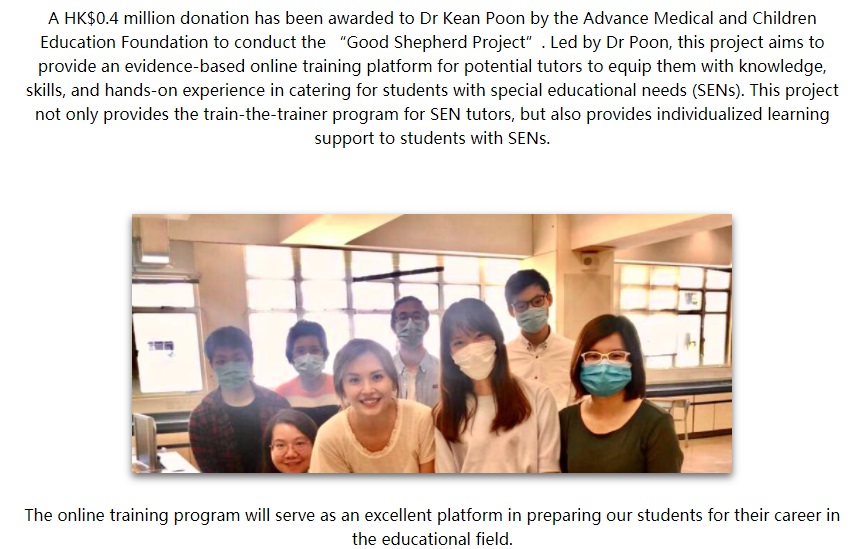 A HK$0.4 million donation has been awarded to Dr Kean Poon by the Advance Medical and Children
Education Foundation to conduct the “Good Shepherd Project”. Led by Dr Poon, this project aims to
provide an evidence-based online training platform for potential tutors to equip them with knowledge,
skills, and hands-on experience in catering for students with special educational needs (SENs). This project
not only provides the train-the-trainer program for SEN tutors, but also provides individualized learning
support to students with SENs.
The online training program will serve as an excellent platform in preparing our students for their career in
the educational field.